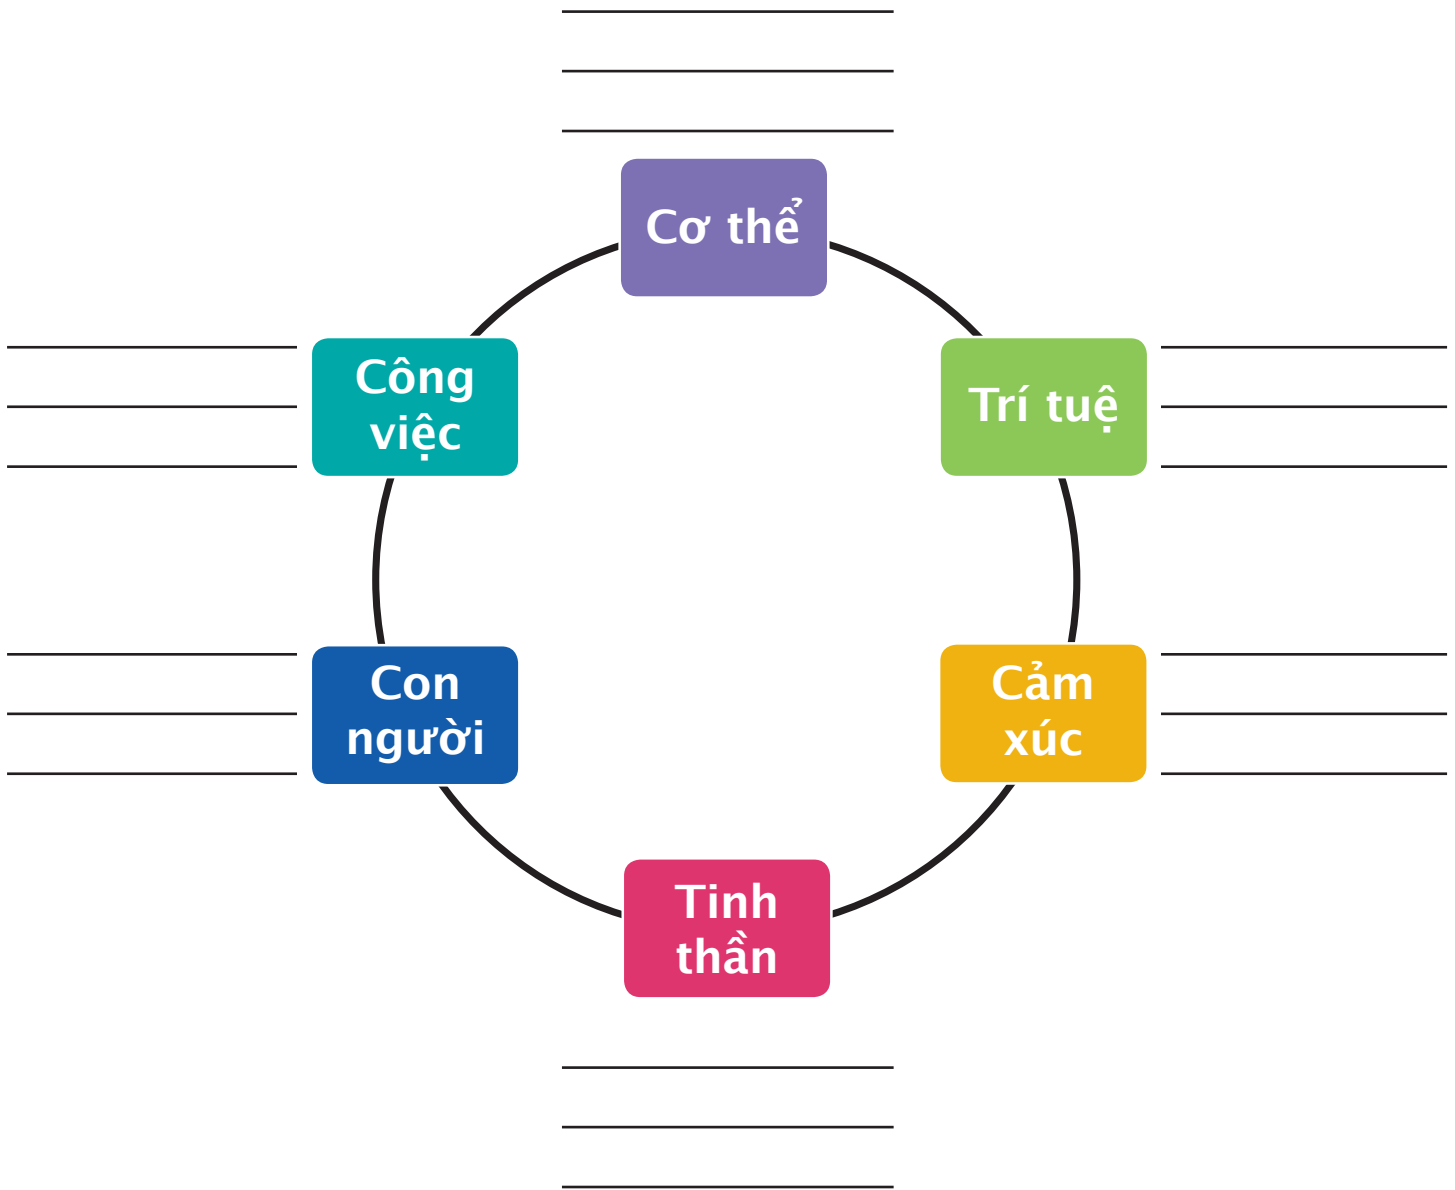 Cơ thể
Công
việc
Trí tuệ
Con
người
Cảm
xúc
Tinh
thần